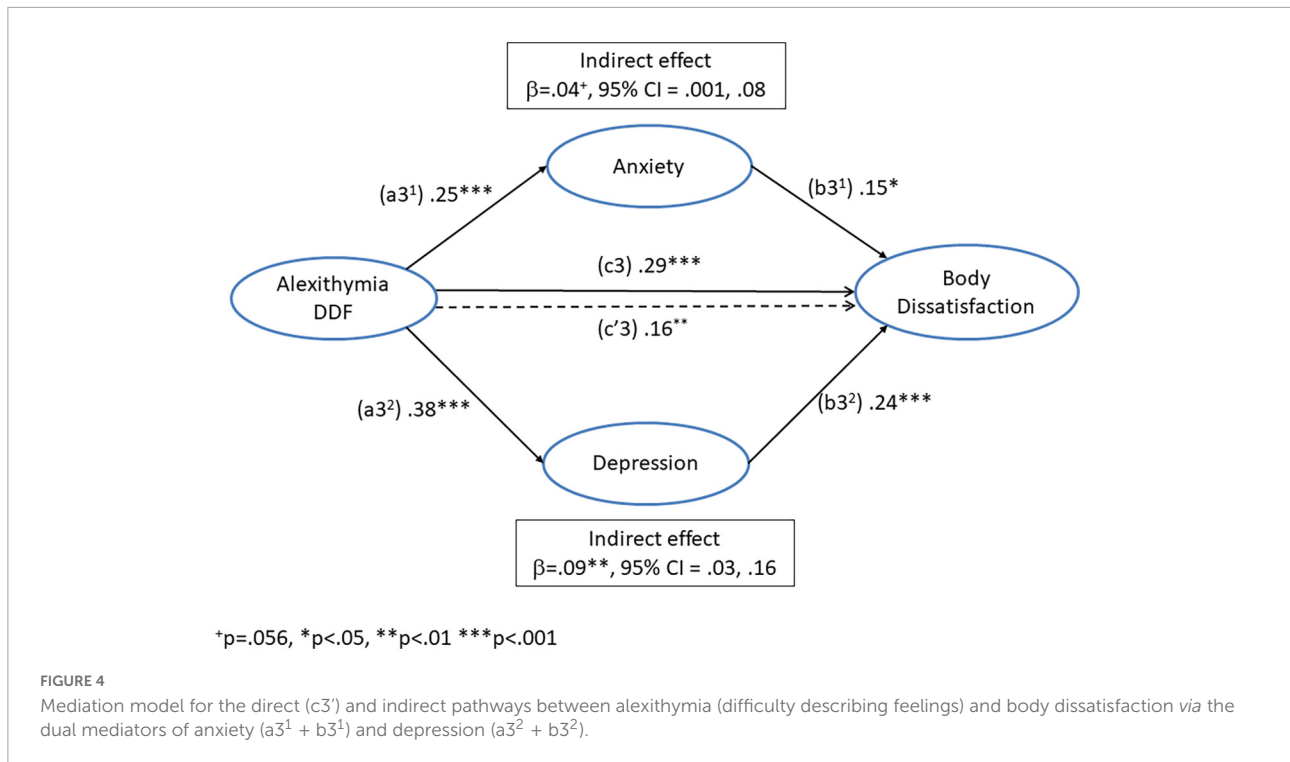 Indirect effect
β=.04⁺, 95% CI = .001, .08
Anxiety
(a3¹) .25***
(b3¹) .15*
(c3) .29***
Alexithymia
DDF
Body
Dissatisfaction
(c’3) .16**
(a3²) .38***
(b3²) .24***
Depression
Indirect effect
β=.09**, 95% CI = .03, .16
⁺p=.056, *p<.05, **p<.01 ***p<.001
FIGURE 4
Mediation model for the direct (c3’) and indirect pathways between alexithymia (difficulty describing feelings) and body dissatisfaction via the
dual mediators of anxiety (a3¹ + b3¹) and depression (a3² + b3²).